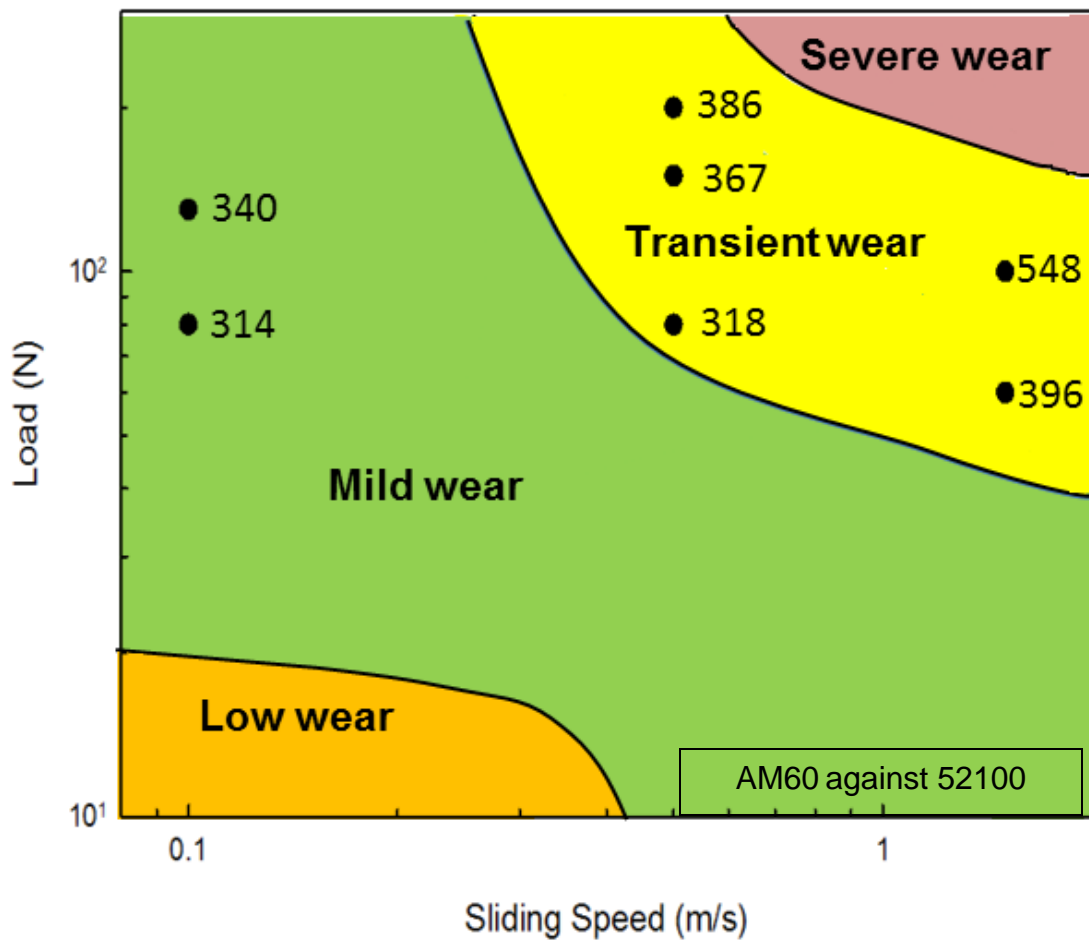 Severe wear
386
367
340
Transient wear
10²
548
314
318
396
Load (N)
Mild wear
Low wear
AM60 against 52100
10¹
0.1
1
Sliding Speed (m/s)